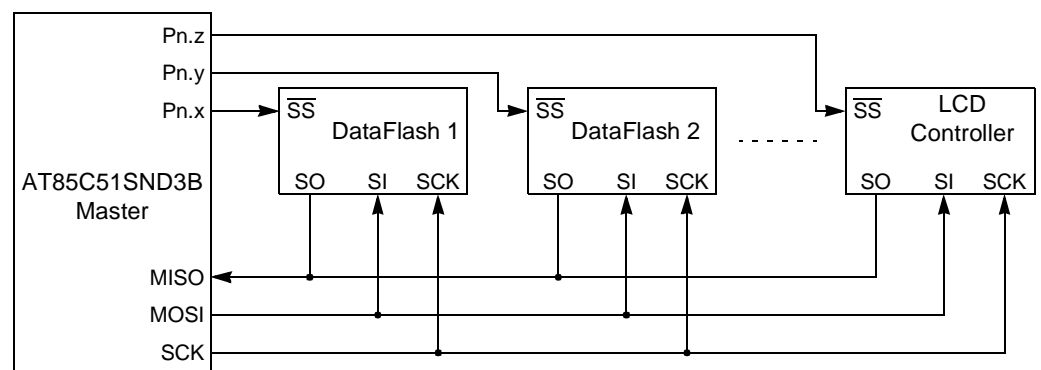 Pn.z
Pn.y
Pn.x
SS
DataFlash 1
SO SI SCK
SS
DataFlash 2
SO SI SCK
SS
LCD
Controller
SO SI SCK
AT85C51SND3B
Master
MISO
MOSI
SCK